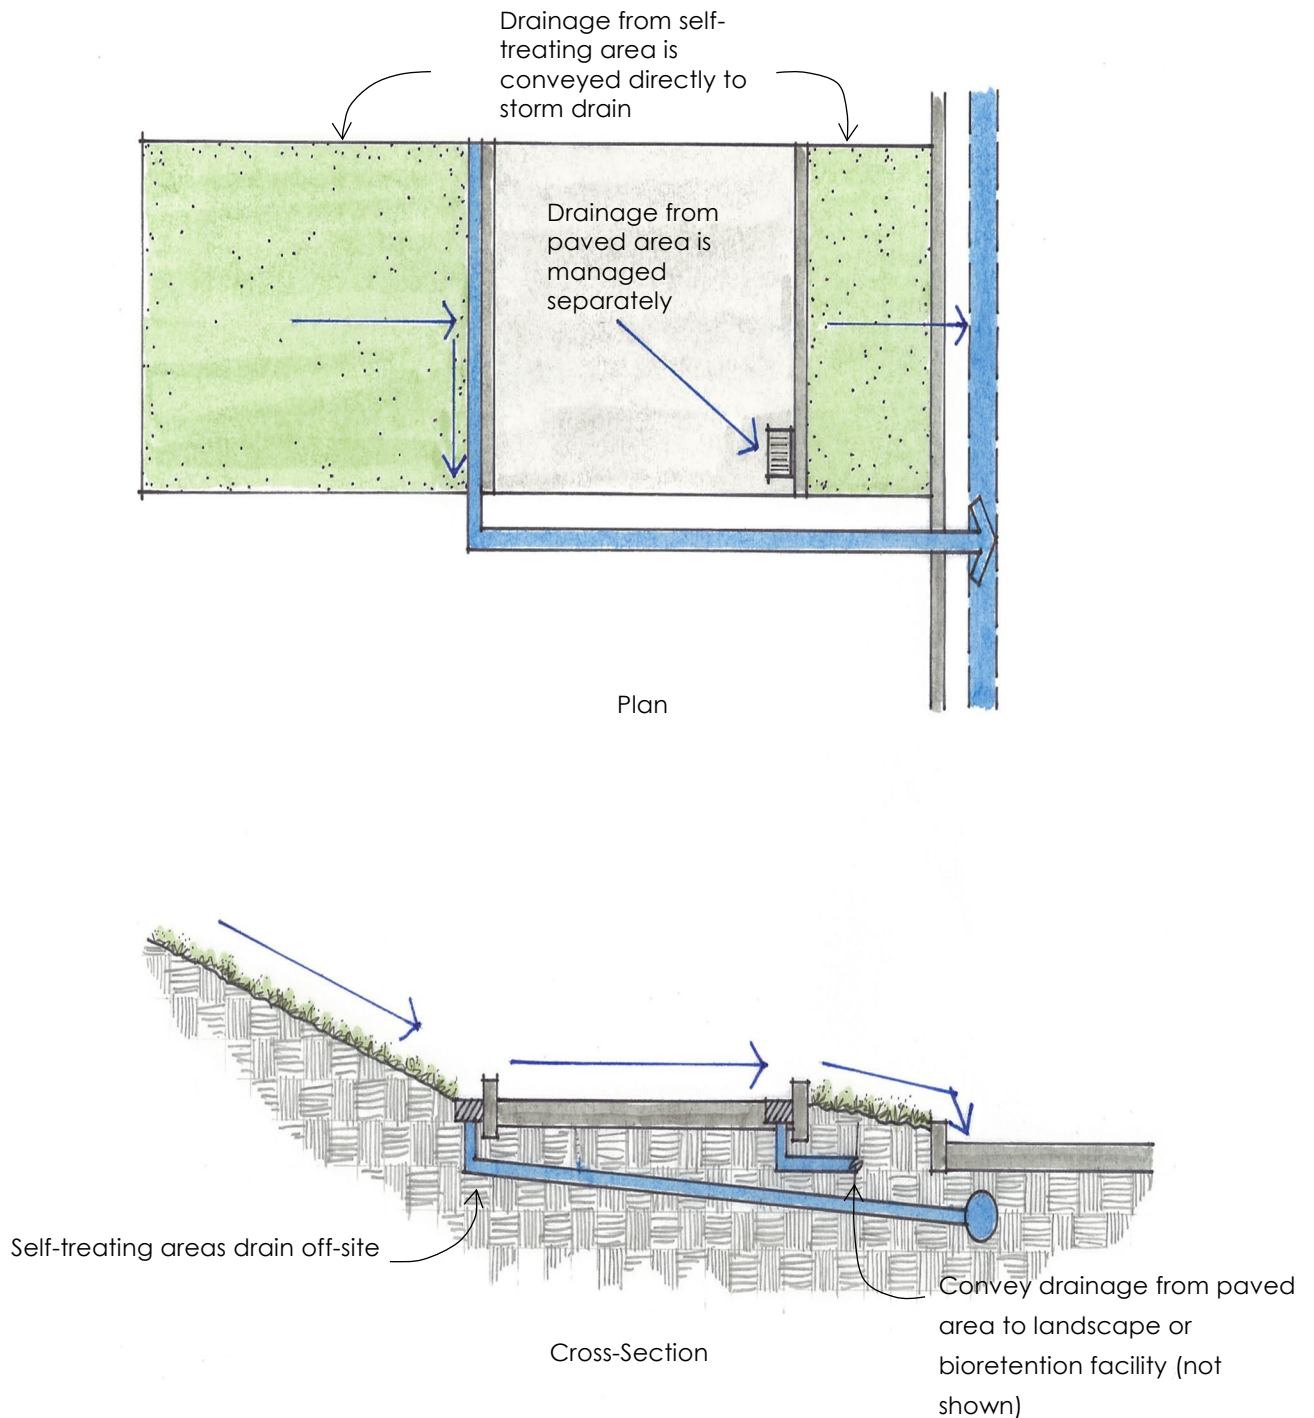 Drainage from self-
treating area is
conveyed directly to
storm drain
Drainage from
paved area is
managed
separately
Plan
Self-treating areas drain off-site
Convey drainage from paved
area to landscape or
bioretention facility (not
shown)
Cross-Section